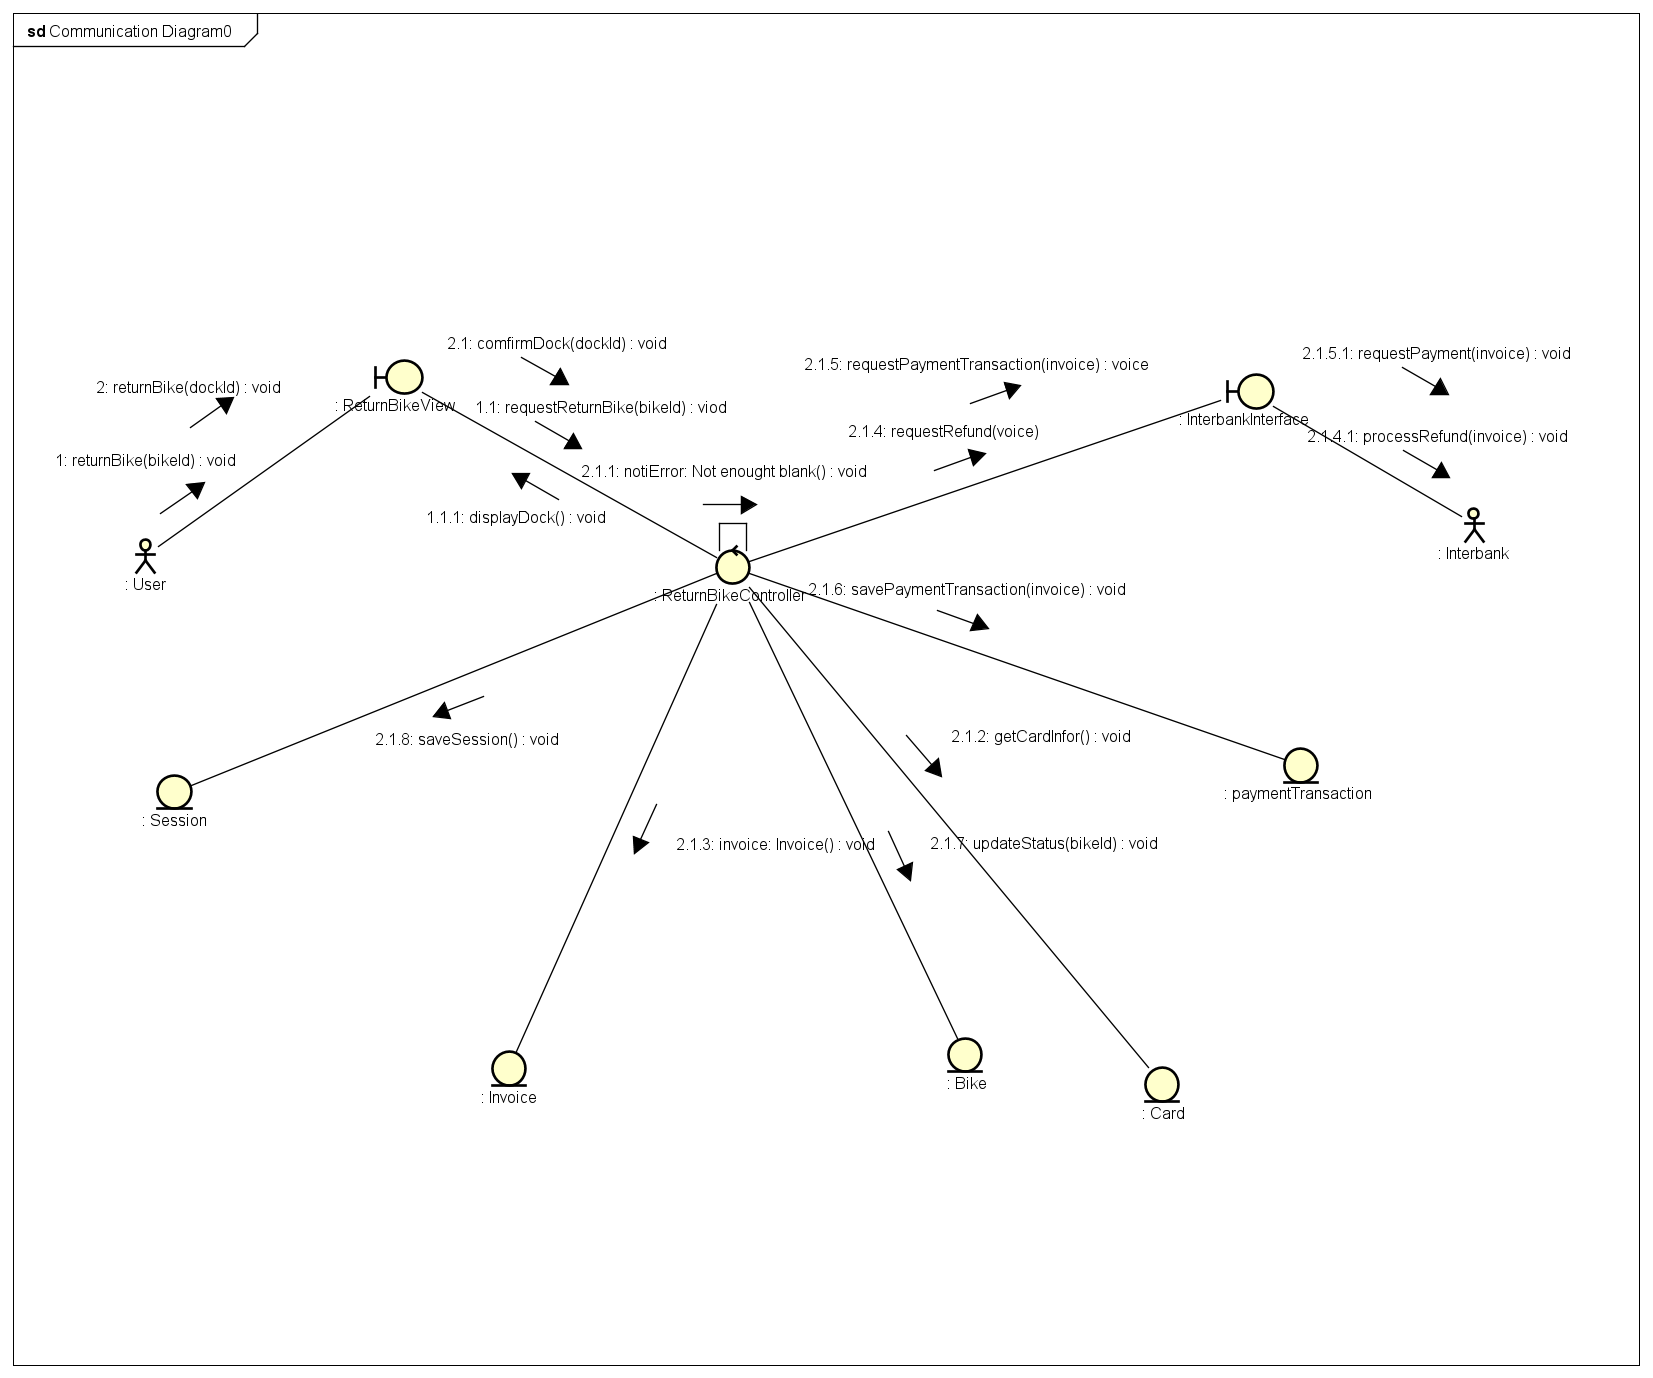 sd Communication Diagram0
2.1: comfirmDock(dockId) : void
2.1.5: requestPaymentTransaction(invoice) : voice
2.1.5.1: requestPayment(invoice) : void
2: returnBike(dockId) : void
: ReturnBikeView
1.1: requestReturnBike(bikeId) : viod
: InterbankInterface
2.1.4: requestRefund(voice)
2.1.4.1: processRefund(invoice) : void
1: returnBike(bikeId) : void
2.1.1: notiError: Not enought blank() : void
1.1.1: displayDock() : void
: Interbank
: User
: ReturnBikeController
2.1.6: savePaymentTransaction(invoice) : void
2.1.8: saveSession() : void
2.1.2: getCardInfor() : void
: paymentTransaction
: Session
2.1.3: invoice: Invoice() : void
2.1.7: updateStatus(bikeId) : void
: Invoice
: Bike
: Card